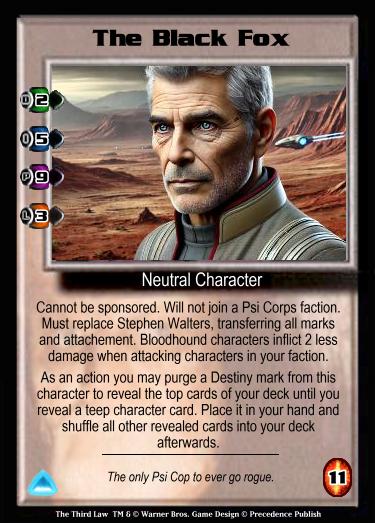 The Black Fox
D 2
I 5
P 9
L 3
Neutral Character
Cannot be sponsored. Will not join a Psi Corps faction.
Must replace Stephen Walters, transferring all marks
and attachement. Bloodhound characters inflict 2 less
damage when attacking characters in your faction.
As an action you may purge a Destiny mark from this
character to reveal the top cards of your deck until you
reveal a teep character card. Place it in your hand and
shuffle all other revealed cards into your deck
afterwards.
The only Psi Cop to ever go rogue.
11
The Third Law TM & © Warner Bros. Game Design © Precedence Publish